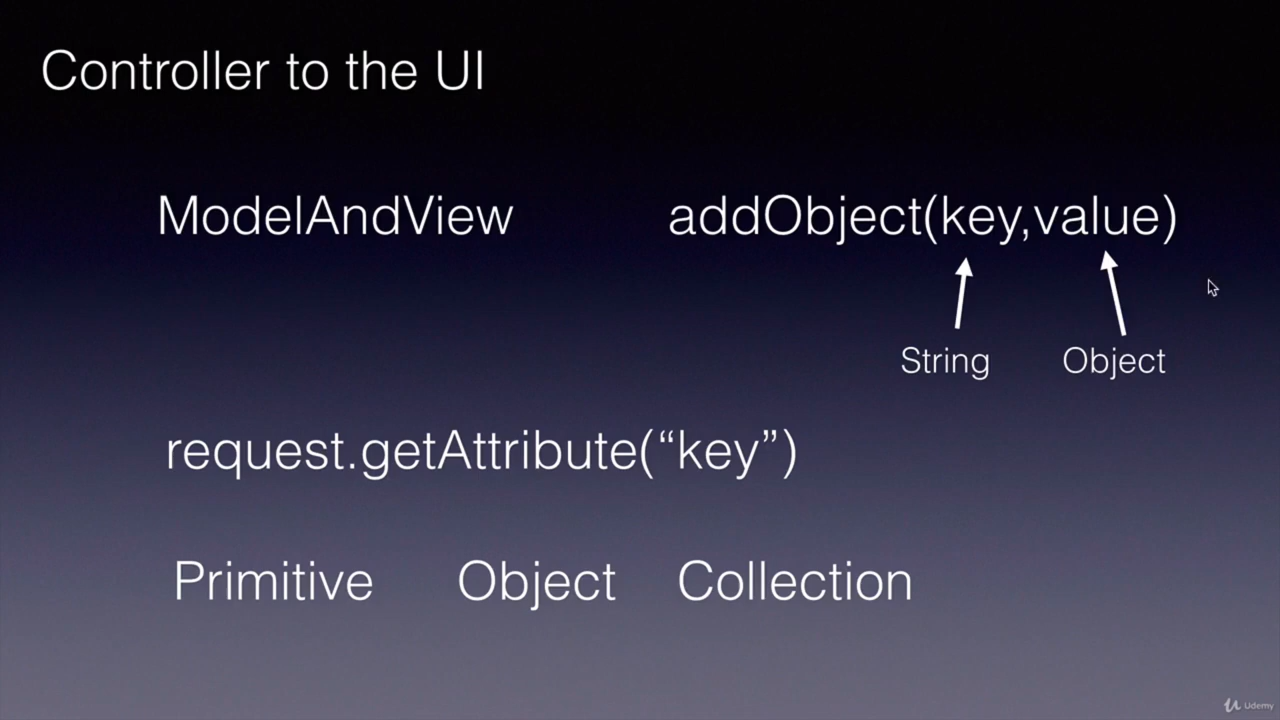 Controller to the UI
ModelAndView addObject(key,value)
String Object
request.getAttribute(“key”)
Primitive Object Collection
Udemy